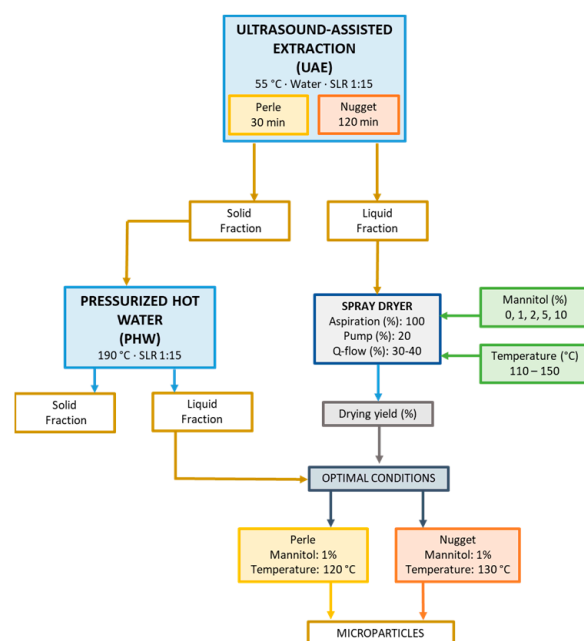 ULTRASOUND-ASSISTED
EXTRACTION
(UAE)
55 °C · Water · SLR 1:15
Perle
30 min
Nugget
120 min
Solid
Fraction
Liquid
Fraction
PRESSURIZED HOT
WATER
(PHW)
190 °C · SLR 1:15
SPRAY DRYER
Aspiration (%): 100
Pump (%): 20
Q-flow (%): 30-40
Mannitol (%)
0, 1, 2, 5, 10
Temperature (°C)
110 – 150
Solid
Fraction
Liquid
Fraction
Drying yield (%)
OPTIMAL CONDITIONS
Perle
Mannitol: 1%
Temperature: 120 °C
Nugget
Mannitol: 1%
Temperature: 130 °C
MICROPARTICLES